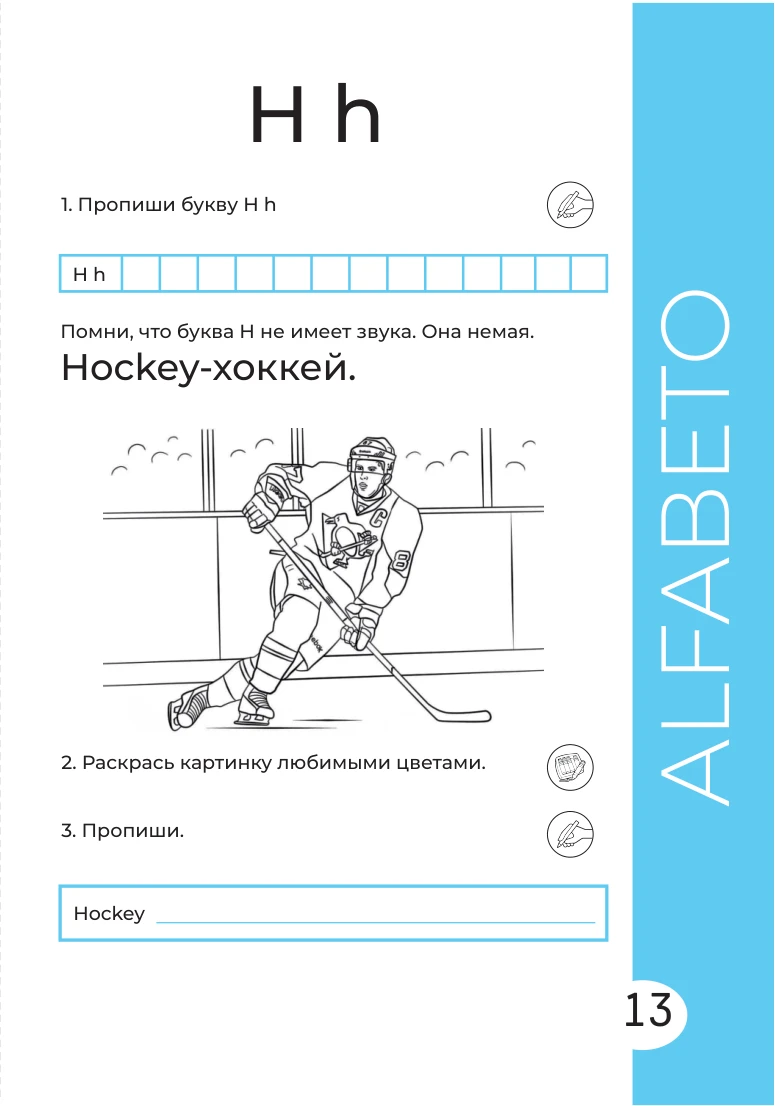 H h
1. Пропиши букву H h
H h
Помни, что буква H не имеет звука. Она немая.
Hockey-хоккей.
C
8
2. Раскрась картинку любимыми цветами.
3. Пропиши.
Hockey
13
ALFABETO